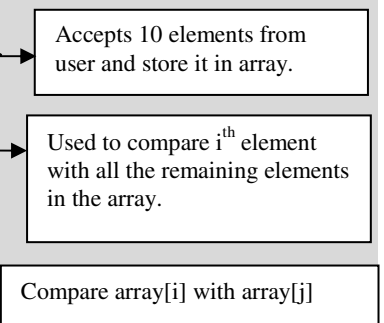 Accepts 10 elements from
user and store it in array.
Used to compare i^th element
with all the remaining elements
in the array.
Compare array[i] with array[j]